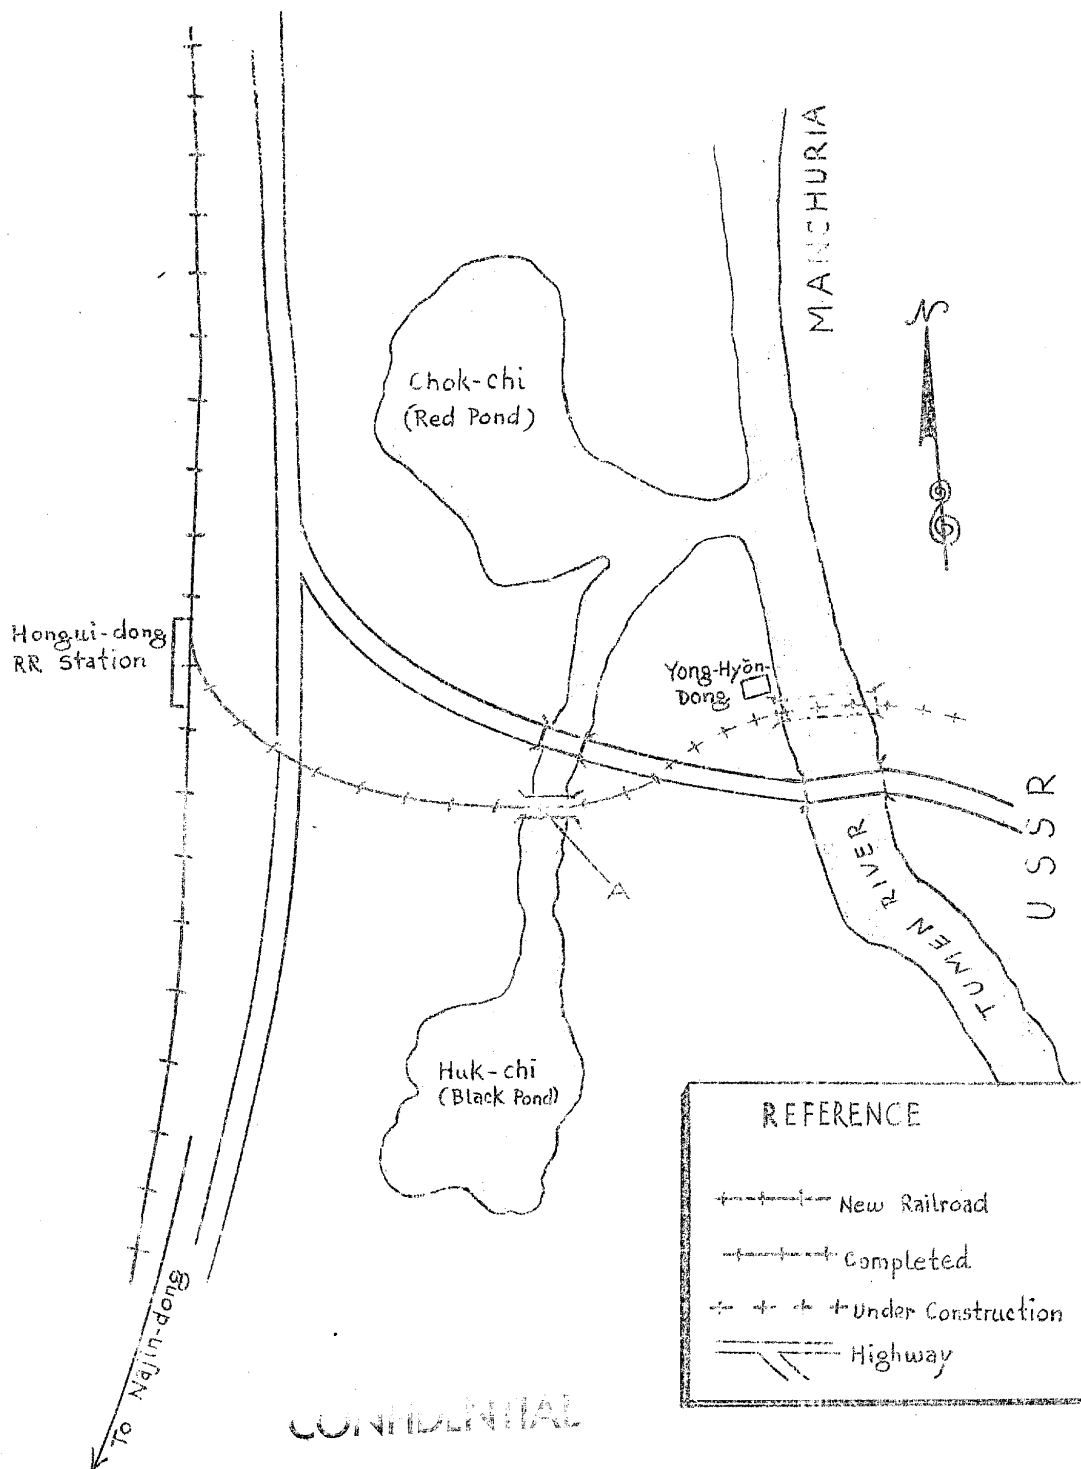 MANCHURIA
N
Chok-chi
(Red Pond)
Hongui-dong
RR Station
Yong-Hyŏn-
Dong
USSR
A
TUMEN RIVER
Huk-chi
(Black Pond)
REFERENCE
New Railroad
Completed
Under Construction
Highway
To Najin-dong
CONFIDENTIAL